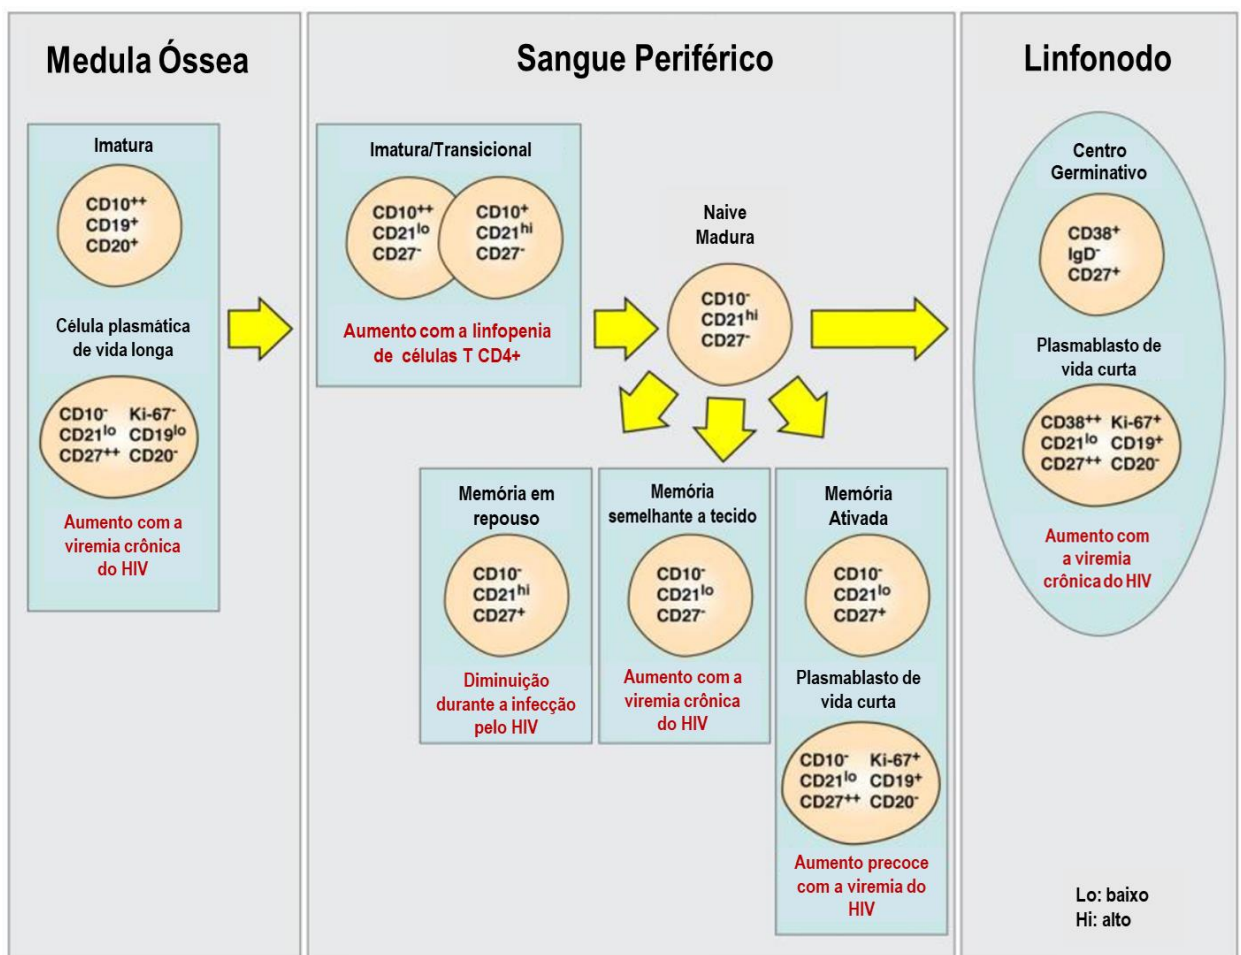 Medula Óssea
Imatura
CD10++
CD19+
CD20+
Célula plasmática
de vida longa
CD10- Ki-67-
CD21lo CD19lo
CD27++ CD20-
Aumento com a
viremia crônica
do HIV
Sangue Periférico
Imatura/Transicional
CD10++
CD21lo
CD27-
CD10+
CD21hi
CD27-
Aumento com a linfopenia
de células T CD4+
Naive
Madura
CD10-
CD21hi
CD27-
Memória em
repouso
CD10-
CD21hi
CD27+
Diminuição
durante a infecção
pelo HIV
Memória
semelhante a tecido
CD10-
CD21lo
CD27-
Aumento com a
viremia crônica
do HIV
Memória
Ativada
CD10-
CD21lo
CD27+
Plasmablasto de
vida curta
CD10- Ki-67+
CD21lo CD19+
CD27++ CD20-
Aumento precoce
com a viremia do
HIV
Linfonodo
Centro
Germinativo
CD38+
IgD-
CD27+
Plasmablasto de
vida curta
CD38++ Ki-67+
CD21lo CD19+
CD27++ CD20-
Aumento com
a viremia
crônica do HIV
Lo: baixo
Hi: alto